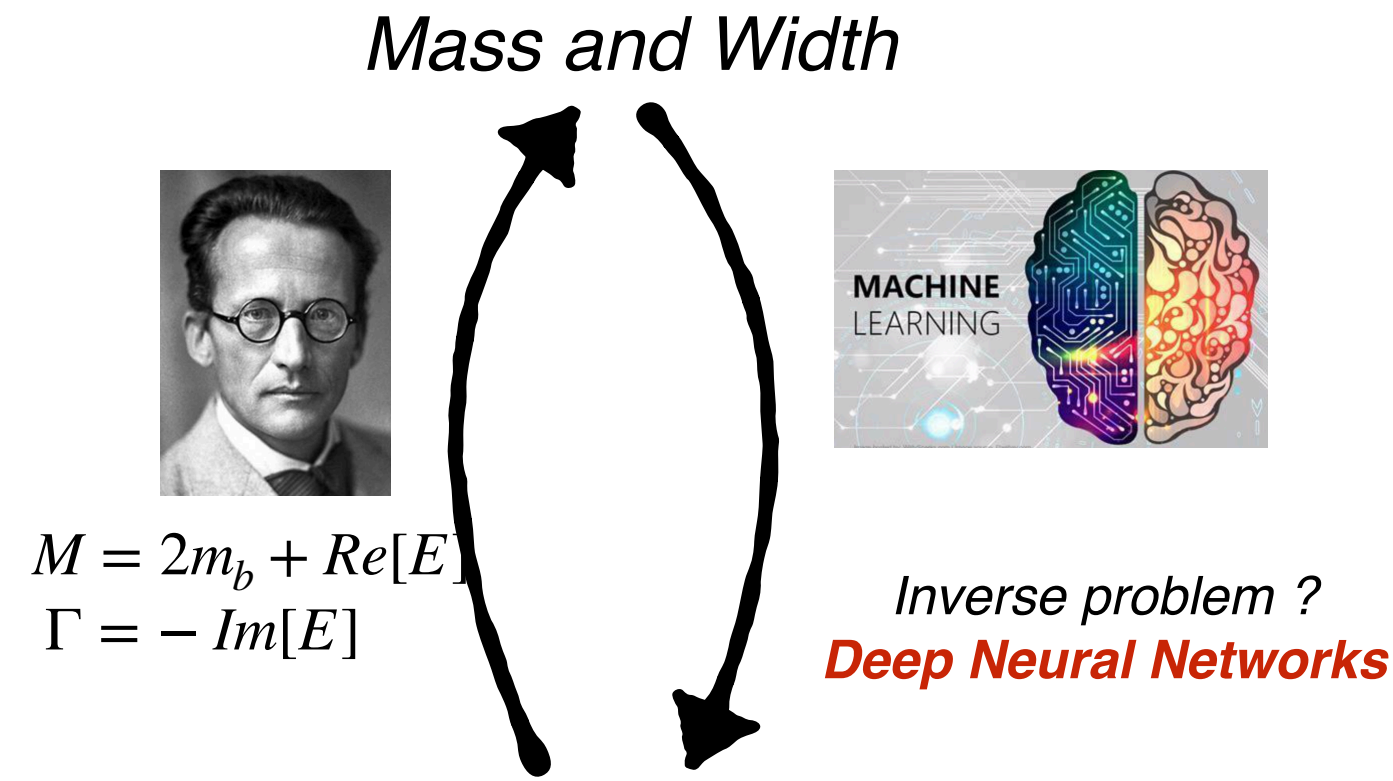 Mass and Width
MACHINE
LEARNING
M = 2m_b + Re[E]
Γ = − Im[E]
Inverse problem ?
Deep Neural Networks